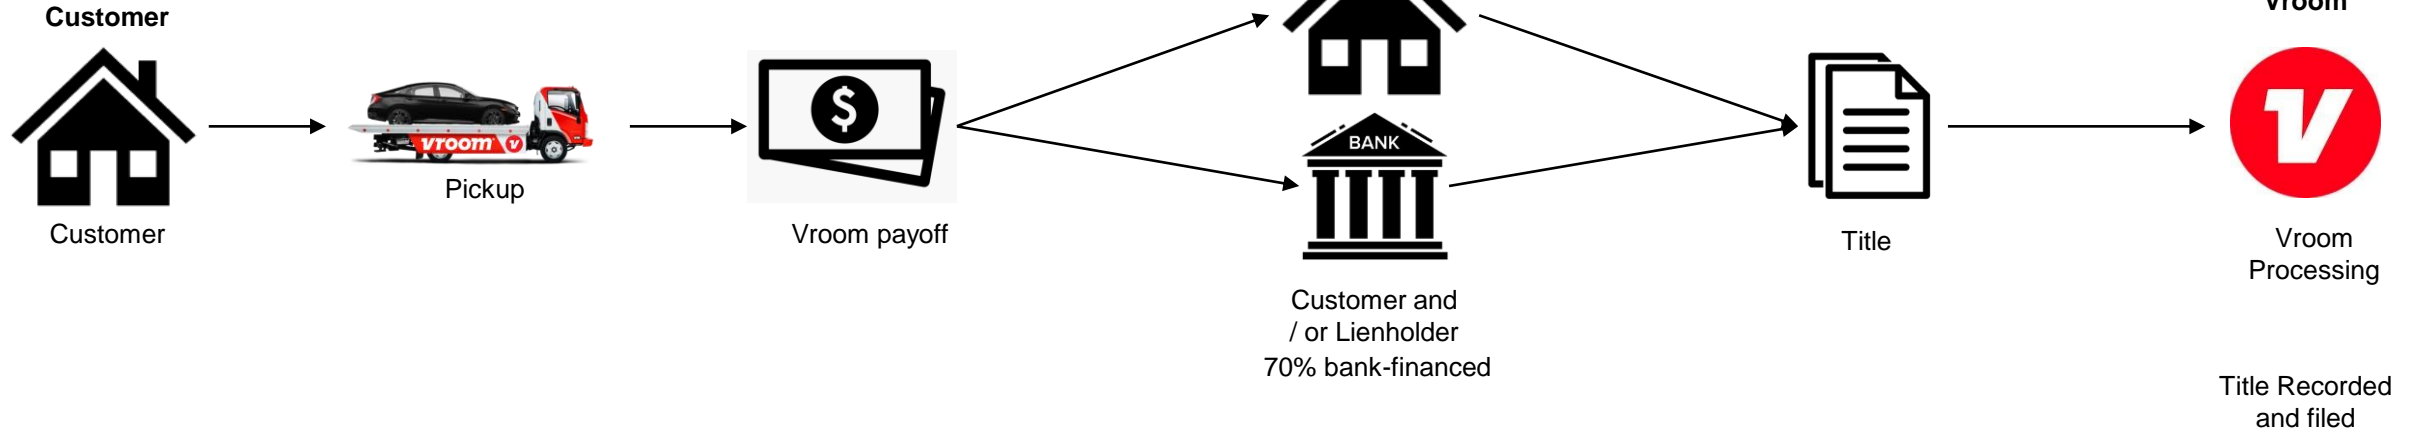 Customer
Vroom
$
BANK
vroom V
V
Pickup
Customer
Vroom payoff
Title
Vroom
Processing
Customer and
/ or Lienholder
70% bank-financed
Title Recorded
and filed